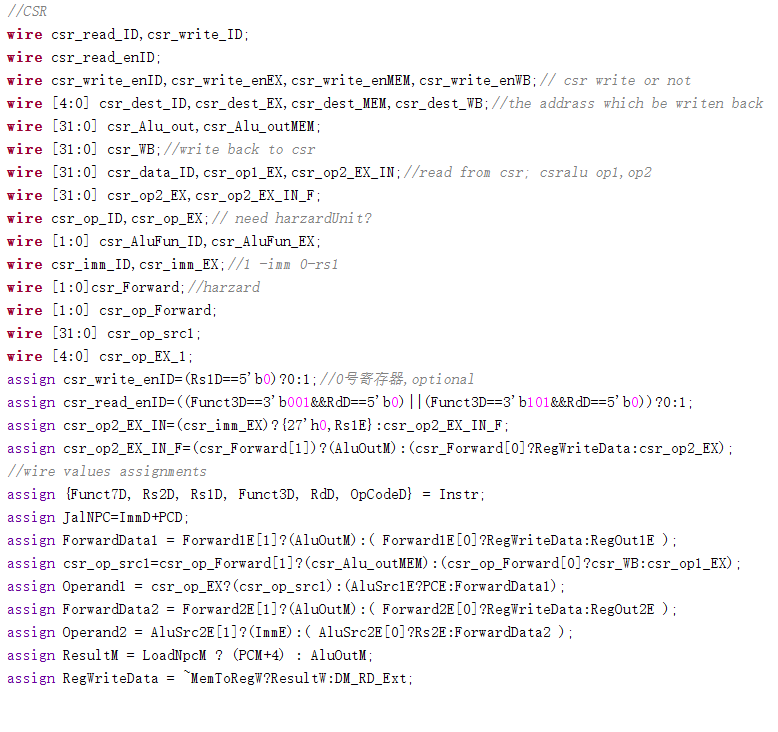 //CSR
wire csr_read_ID,csr_write_ID;
wire csr_read_enID;
wire csr_write_enID,csr_write_enEX,csr_write_enMEM,csr_write_enWB;// csr write or not
wire [4:0] csr_dest_ID,csr_dest_EX,csr_dest_MEM,csr_dest_WB;//the addrass which be writen back
wire [31:0] csr_Alu_out,csr_Alu_outMEM;
wire [31:0] csr_WB;//write back to csr
wire [31:0] csr_data_ID,csr_op1_EX,csr_op2_EX_IN;//read from csr; csralu op1,op2
wire [31:0] csr_op2_EX,csr_op2_EX_IN_F;
wire csr_op_ID,csr_op_EX;// need harzardUnit?
wire [1:0] csr_AluFun_ID,csr_AluFun_EX;
wire csr_imm_ID,csr_imm_EX;//1 -imm 0-rs1
wire [1:0]csr_Forward;//harzard
wire [1:0] csr_op_Forward;
wire [31:0] csr_op_src1;
wire [4:0] csr_op_EX_1;
assign csr_write_enID=(Rs1D==5'b0)?0:1;//0号寄存器,optional
assign csr_read_enID=((Funct3D==3'b001&&RdD==5'b0)||(Funct3D==3'b101&&RdD==5'b0))?0:1;
assign csr_op2_EX_IN=(csr_imm_EX)?{27'h0,Rs1E}:csr_op2_EX_IN_F;
assign csr_op2_EX_IN_F=(csr_Forward[1])?(AluOutM):(csr_Forward[0]?RegWriteData:csr_op2_EX);
//wire values assignments
assign {Funct7D, Rs2D, Rs1D, Funct3D, RdD, OpCodeD} = Instr;
assign JalNPC=ImmD+PCD;
assign ForwardData1 = Forward1E[1]?(AluOutM):( Forward1E[0]?RegWriteData:RegOut1E );
assign csr_op_src1=csr_op_Forward[1]?(csr_Alu_outMEM):(csr_op_Forward[0]?csr_WB:csr_op1_EX);
assign Operand1 = csr_op_EX?(csr_op_src1):(AluSrc1E?PCE:ForwardData1);
assign ForwardData2 = Forward2E[1]?(AluOutM):( Forward2E[0]?RegWriteData:RegOut2E );
assign Operand2 = AluSrc2E[1]?(ImmE):( AluSrc2E[0]?Rs2E:ForwardData2 );
assign ResultM = LoadNpcM ? (PCM+4) : AluOutM;
assign RegWriteData = ~MemToRegW?ResultW:DM_RD_Ext;